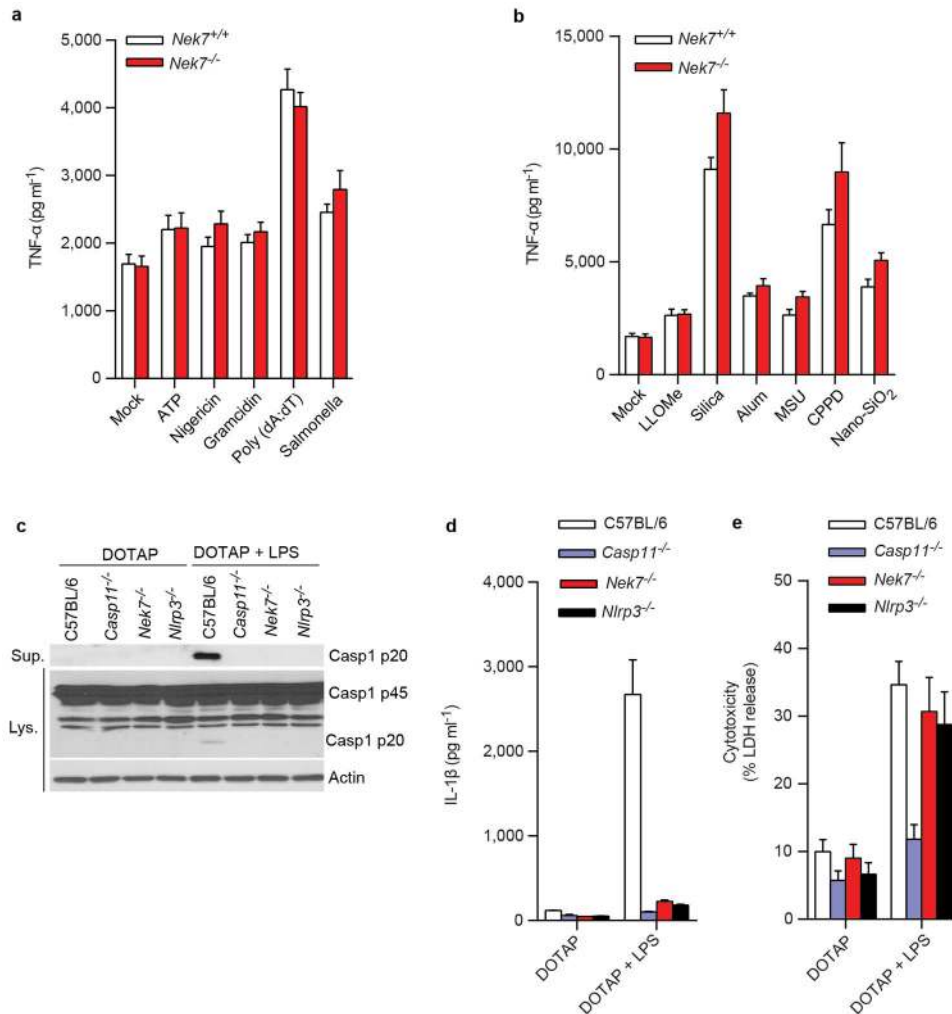 a
5,000
4,000
3,000
2,000
1,000
0
TNF-α (pg ml⁻¹)
Nek7⁺/⁺
Nek7⁻/⁻
Mock
ATP
Nigericin
Gramcidin
Poly (dA:dT)
Salmonella
b
15,000
10,000
5,000
0
TNF-α (pg ml⁻¹)
Nek7⁺/⁺
Nek7⁻/⁻
Mock
LLOMe
Silica
Alum
MSU
CPPD
Nano-SiO₂
c
DOTAP
DOTAP + LPS
C57BL/6
Casp11⁻/⁻
Nek7⁻/⁻
Nlrp3⁻/⁻
C57BL/6
Casp11⁻/⁻
Nek7⁻/⁻
Nlrp3⁻/⁻
Sup.
Casp1 p20
Lys.
Casp1 p45
Casp1 p20
Actin
d
C57BL/6
Casp11⁻/⁻
Nek7⁻/⁻
Nlrp3⁻/⁻
4,000
3,000
2,000
1,000
0
IL-1β (pg ml⁻¹)
DOTAP
DOTAP + LPS
e
C57BL/6
Casp11⁻/⁻
Nek7⁻/⁻
Nlrp3⁻/⁻
50
40
30
20
10
0
Cytotoxicity
(% LDH release)
DOTAP
DOTAP + LPS